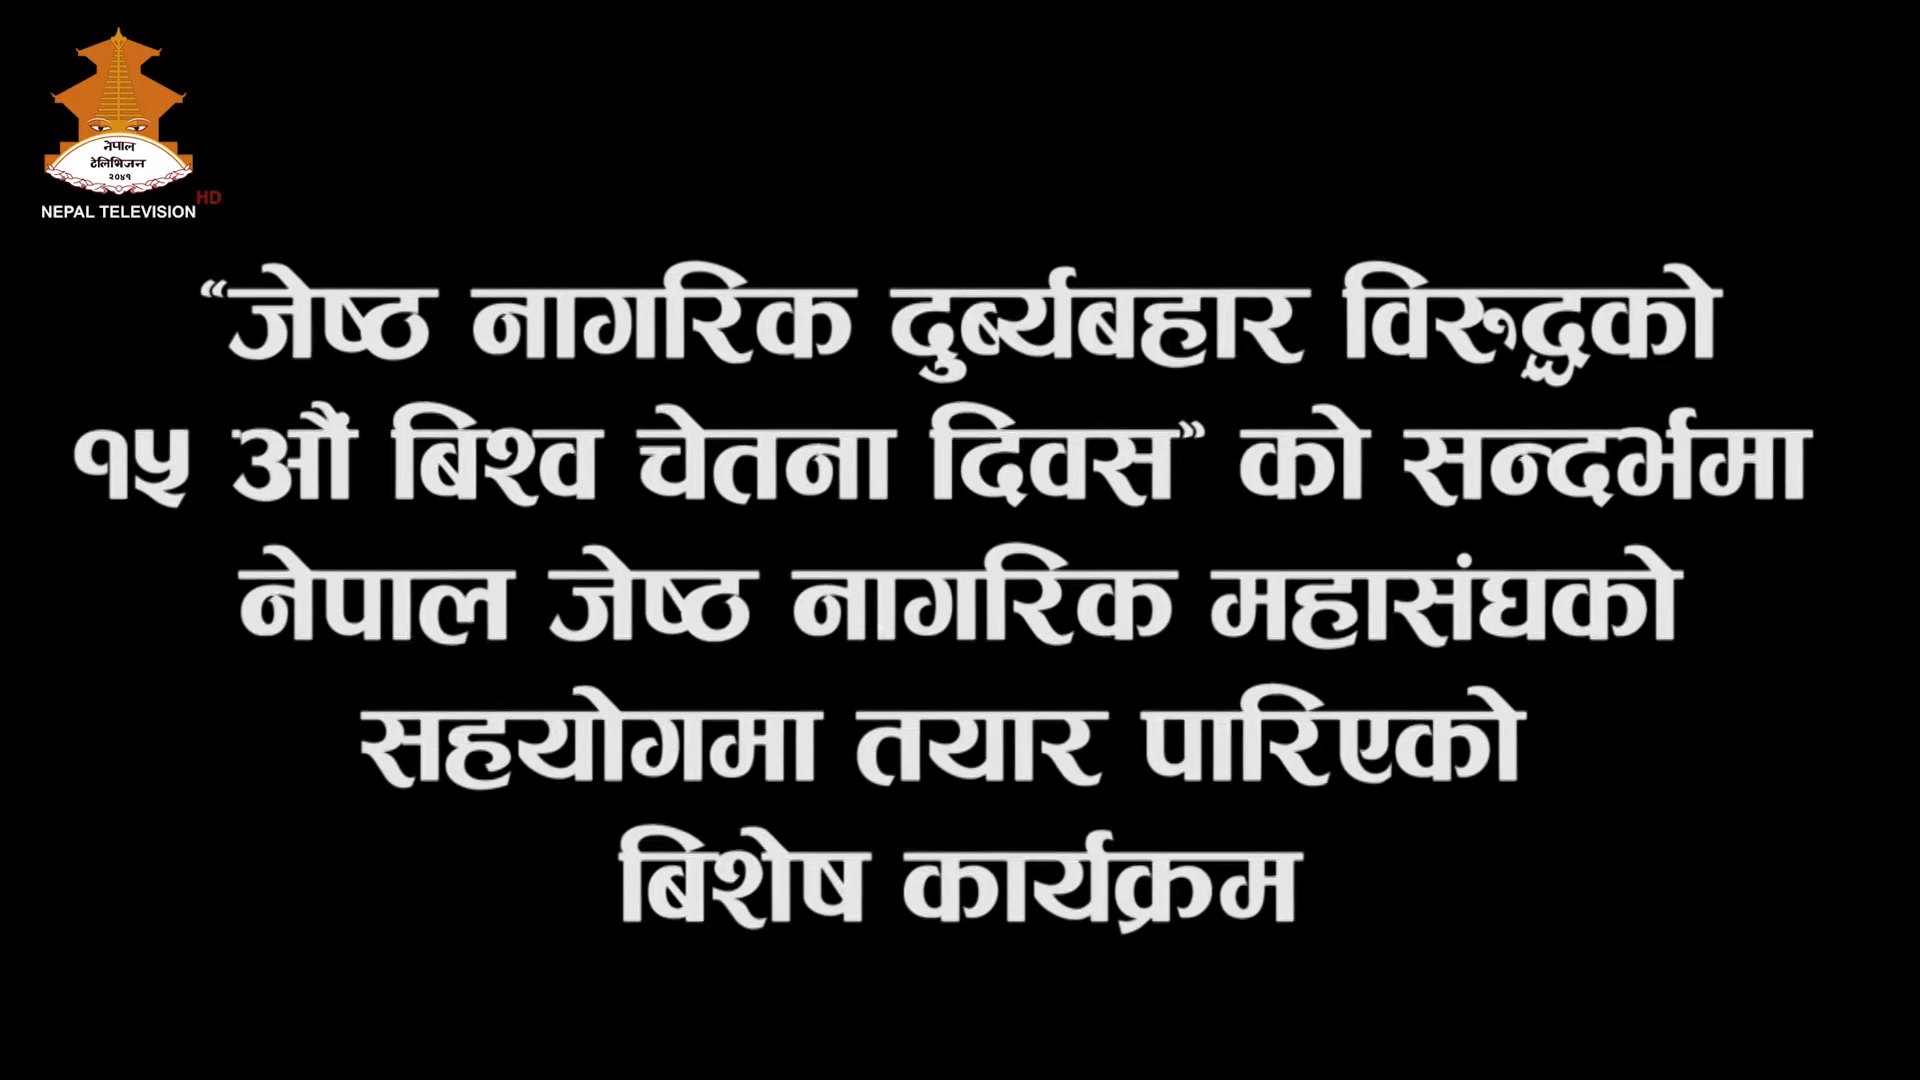 नेपाल
टेलिभिजन
२०४१
NEPAL TELEVISION HD
“जेष्ठ नागरिक दुर्ब्यबहार विरुद्धको
१५ औं बिश्व चेतना दिवस” को सन्दर्भमा
नेपाल जेष्ठ नागरिक महासंघको
सहयोगमा तयार पारिएको
बिशेष कार्यक्रम